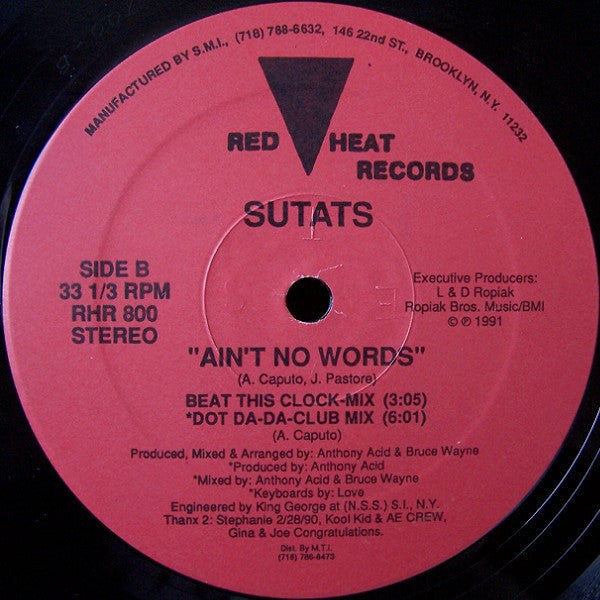 MANUFACTURED BY S.M.I., (718) 788-6632, 146 22nd ST., BROOKLYN, N.Y. 11232
RED HEAT
RECORDS
SUTATS
SIDE B
33 1/3 RPM
RHR 800
STEREO
Executive Producers:
L & D Ropiak
Ropiak Bros. Music/BMI
© ℗ 1991
"AIN'T NO WORDS"
(A. Caputo, J. Pastore)
BEAT THIS CLOCK-MIX (3:05)
*DOT DA-DA-CLUB MIX (6:01)
(A. Caputo)
Produced, Mixed & Arranged by: Anthony Acid & Bruce Wayne
*Produced by: Anthony Acid
*Mixed by: Anthony Acid & Bruce Wayne
*Keyboards by: Love
Engineered by King George at (N.S.S.) S.I., N.Y.
Thanx 2: Stephanie 2/28/90, Kool Kid & AE CREW,
Gina & Joe Congratulations.
Dist. By M.T.I.
(718) 786-8473